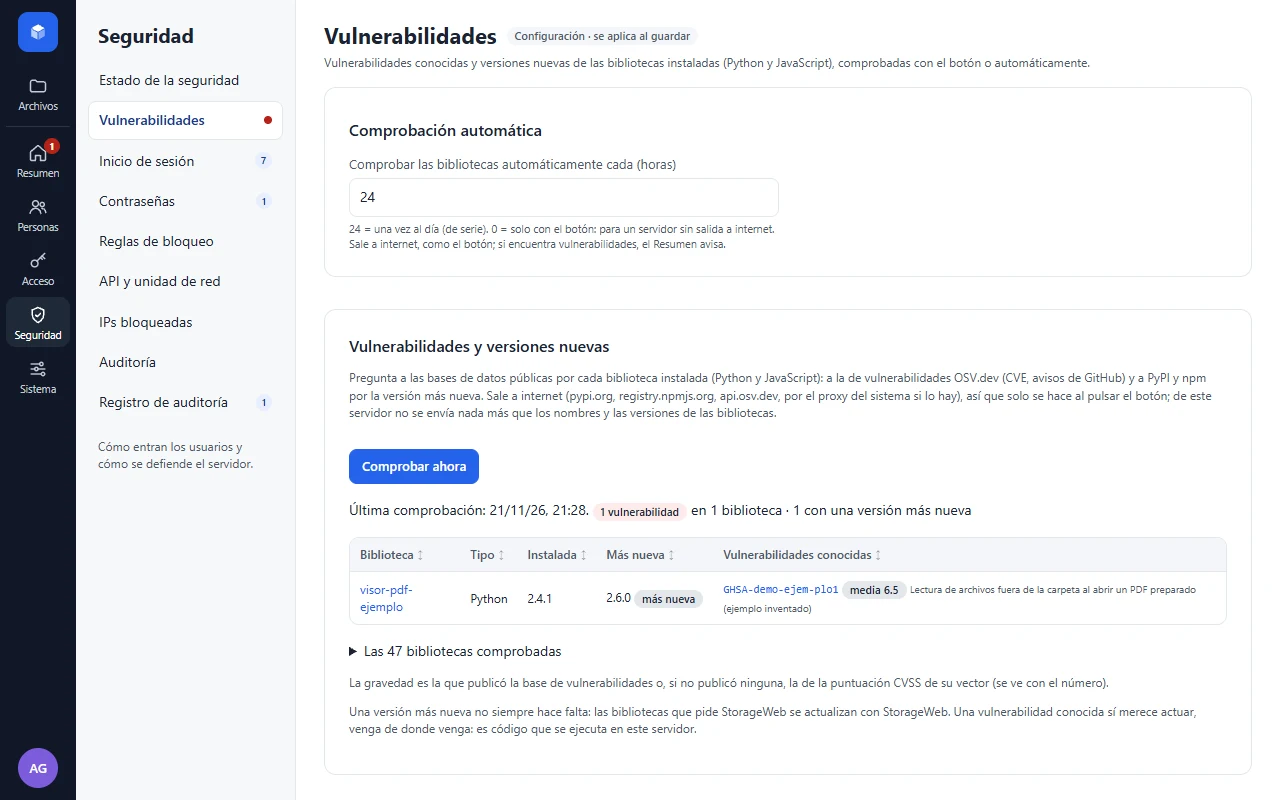 Archivos
1
Resumen
Personas
Acceso
Seguridad
Sistema
AG
Seguridad
Estado de la seguridad
Vulnerabilidades
Inicio de sesión 7
Contraseñas 1
Reglas de bloqueo
API y unidad de red
IPs bloqueadas
Auditoría
Registro de auditoría 1
Cómo entran los usuarios y
cómo se defiende el servidor.
Vulnerabilidades Configuración · se aplica al guardar
Vulnerabilidades conocidas y versiones nuevas de las bibliotecas instaladas (Python y JavaScript), comprobadas con el botón o automáticamente.
Comprobación automática
Comprobar las bibliotecas automáticamente cada (horas)
24
24 = una vez al día (de serie). 0 = solo con el botón: para un servidor sin salida a internet.
Sale a internet, como el botón; si encuentra vulnerabilidades, el Resumen avisa.
Vulnerabilidades y versiones nuevas
Pregunta a las bases de datos públicas por cada biblioteca instalada (Python y JavaScript): a la de vulnerabilidades OSV.dev (CVE, avisos de GitHub) y a PyPI y npm
por la versión más nueva. Sale a internet (pypi.org, registry.npmjs.org, api.osv.dev, por el proxy del sistema si lo hay), así que solo se hace al pulsar el botón; de este
servidor no se envía nada más que los nombres y las versiones de las bibliotecas.
Comprobar ahora
Última comprobación: 21/11/26, 21:28. 1 vulnerabilidad en 1 biblioteca · 1 con una versión más nueva
Biblioteca ↕ Tipo ↕ Instalada ↕ Más nueva ↕ Vulnerabilidades conocidas ↕
visor-pdf-
ejemplo
Python 2.4.1 2.6.0 más nueva
GHSA-demo-ejem-plo1 media 6.5 Lectura de archivos fuera de la carpeta al abrir un PDF preparado
(ejemplo inventado)
▶ Las 47 bibliotecas comprobadas
La gravedad es la que publicó la base de vulnerabilidades o, si no publicó ninguna, la de la puntuación CVSS de su vector (se ve con el número).
Una versión más nueva no siempre hace falta: las bibliotecas que pide StorageWeb se actualizan con StorageWeb. Una vulnerabilidad conocida sí merece actuar,
venga de donde venga: es código que se ejecuta en este servidor.